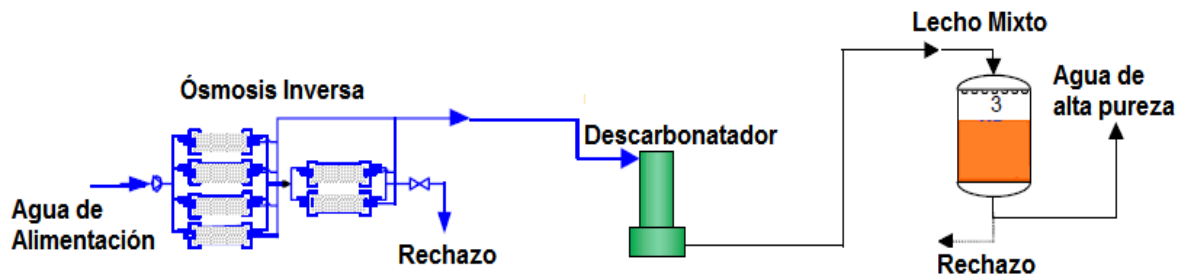 Lecho Mixto
Ósmosis Inversa
Agua de
alta pureza
3
Descarbonatador
Agua de
Alimentación
Rechazo
Rechazo